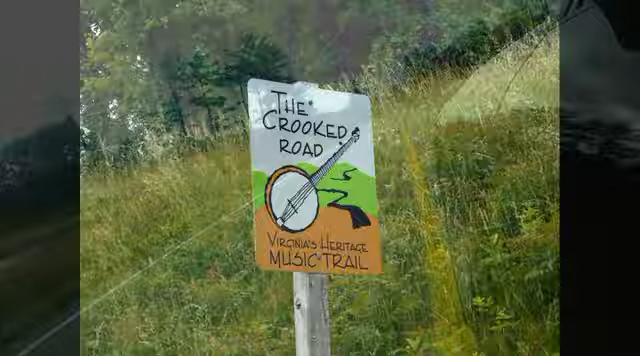 THE
CROOKED
ROAD
VIRGINIA'S HERITAGE
MUSIC TRAIL